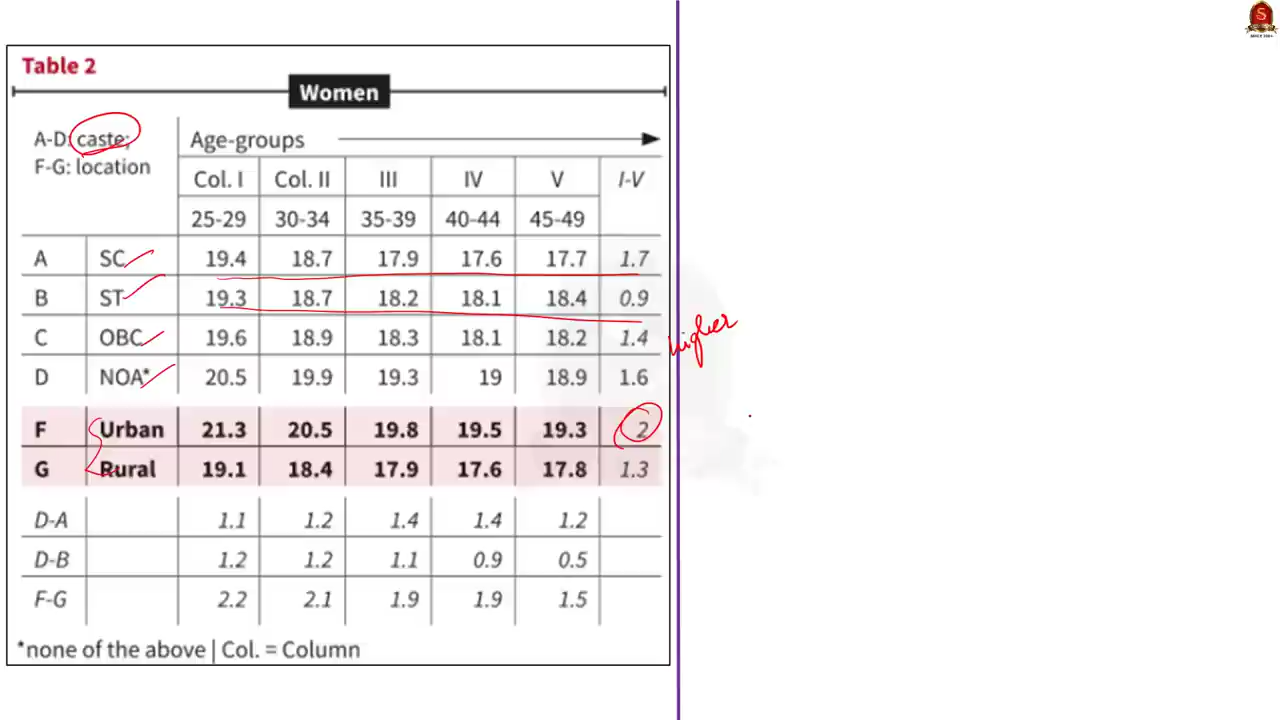 Table 2
Women
A-D: caste; Age-groups
F-G: location
Col. I Col. II III IV V I-V
25-29 30-34 35-39 40-44 45-49
A SC 19.4 18.7 17.9 17.6 17.7 1.7
B ST 19.3 18.7 18.2 18.1 18.4 0.9
C OBC 19.6 18.9 18.3 18.1 18.2 1.4
higher
D NOA* 20.5 19.9 19.3 19 18.9 1.6
F Urban 21.3 20.5 19.8 19.5 19.3 2
G Rural 19.1 18.4 17.9 17.6 17.8 1.3
D-A 1.1 1.2 1.4 1.4 1.2
D-B 1.2 1.2 1.1 0.9 0.5
F-G 2.2 2.1 1.9 1.9 1.5
*none of the above | Col. = Column